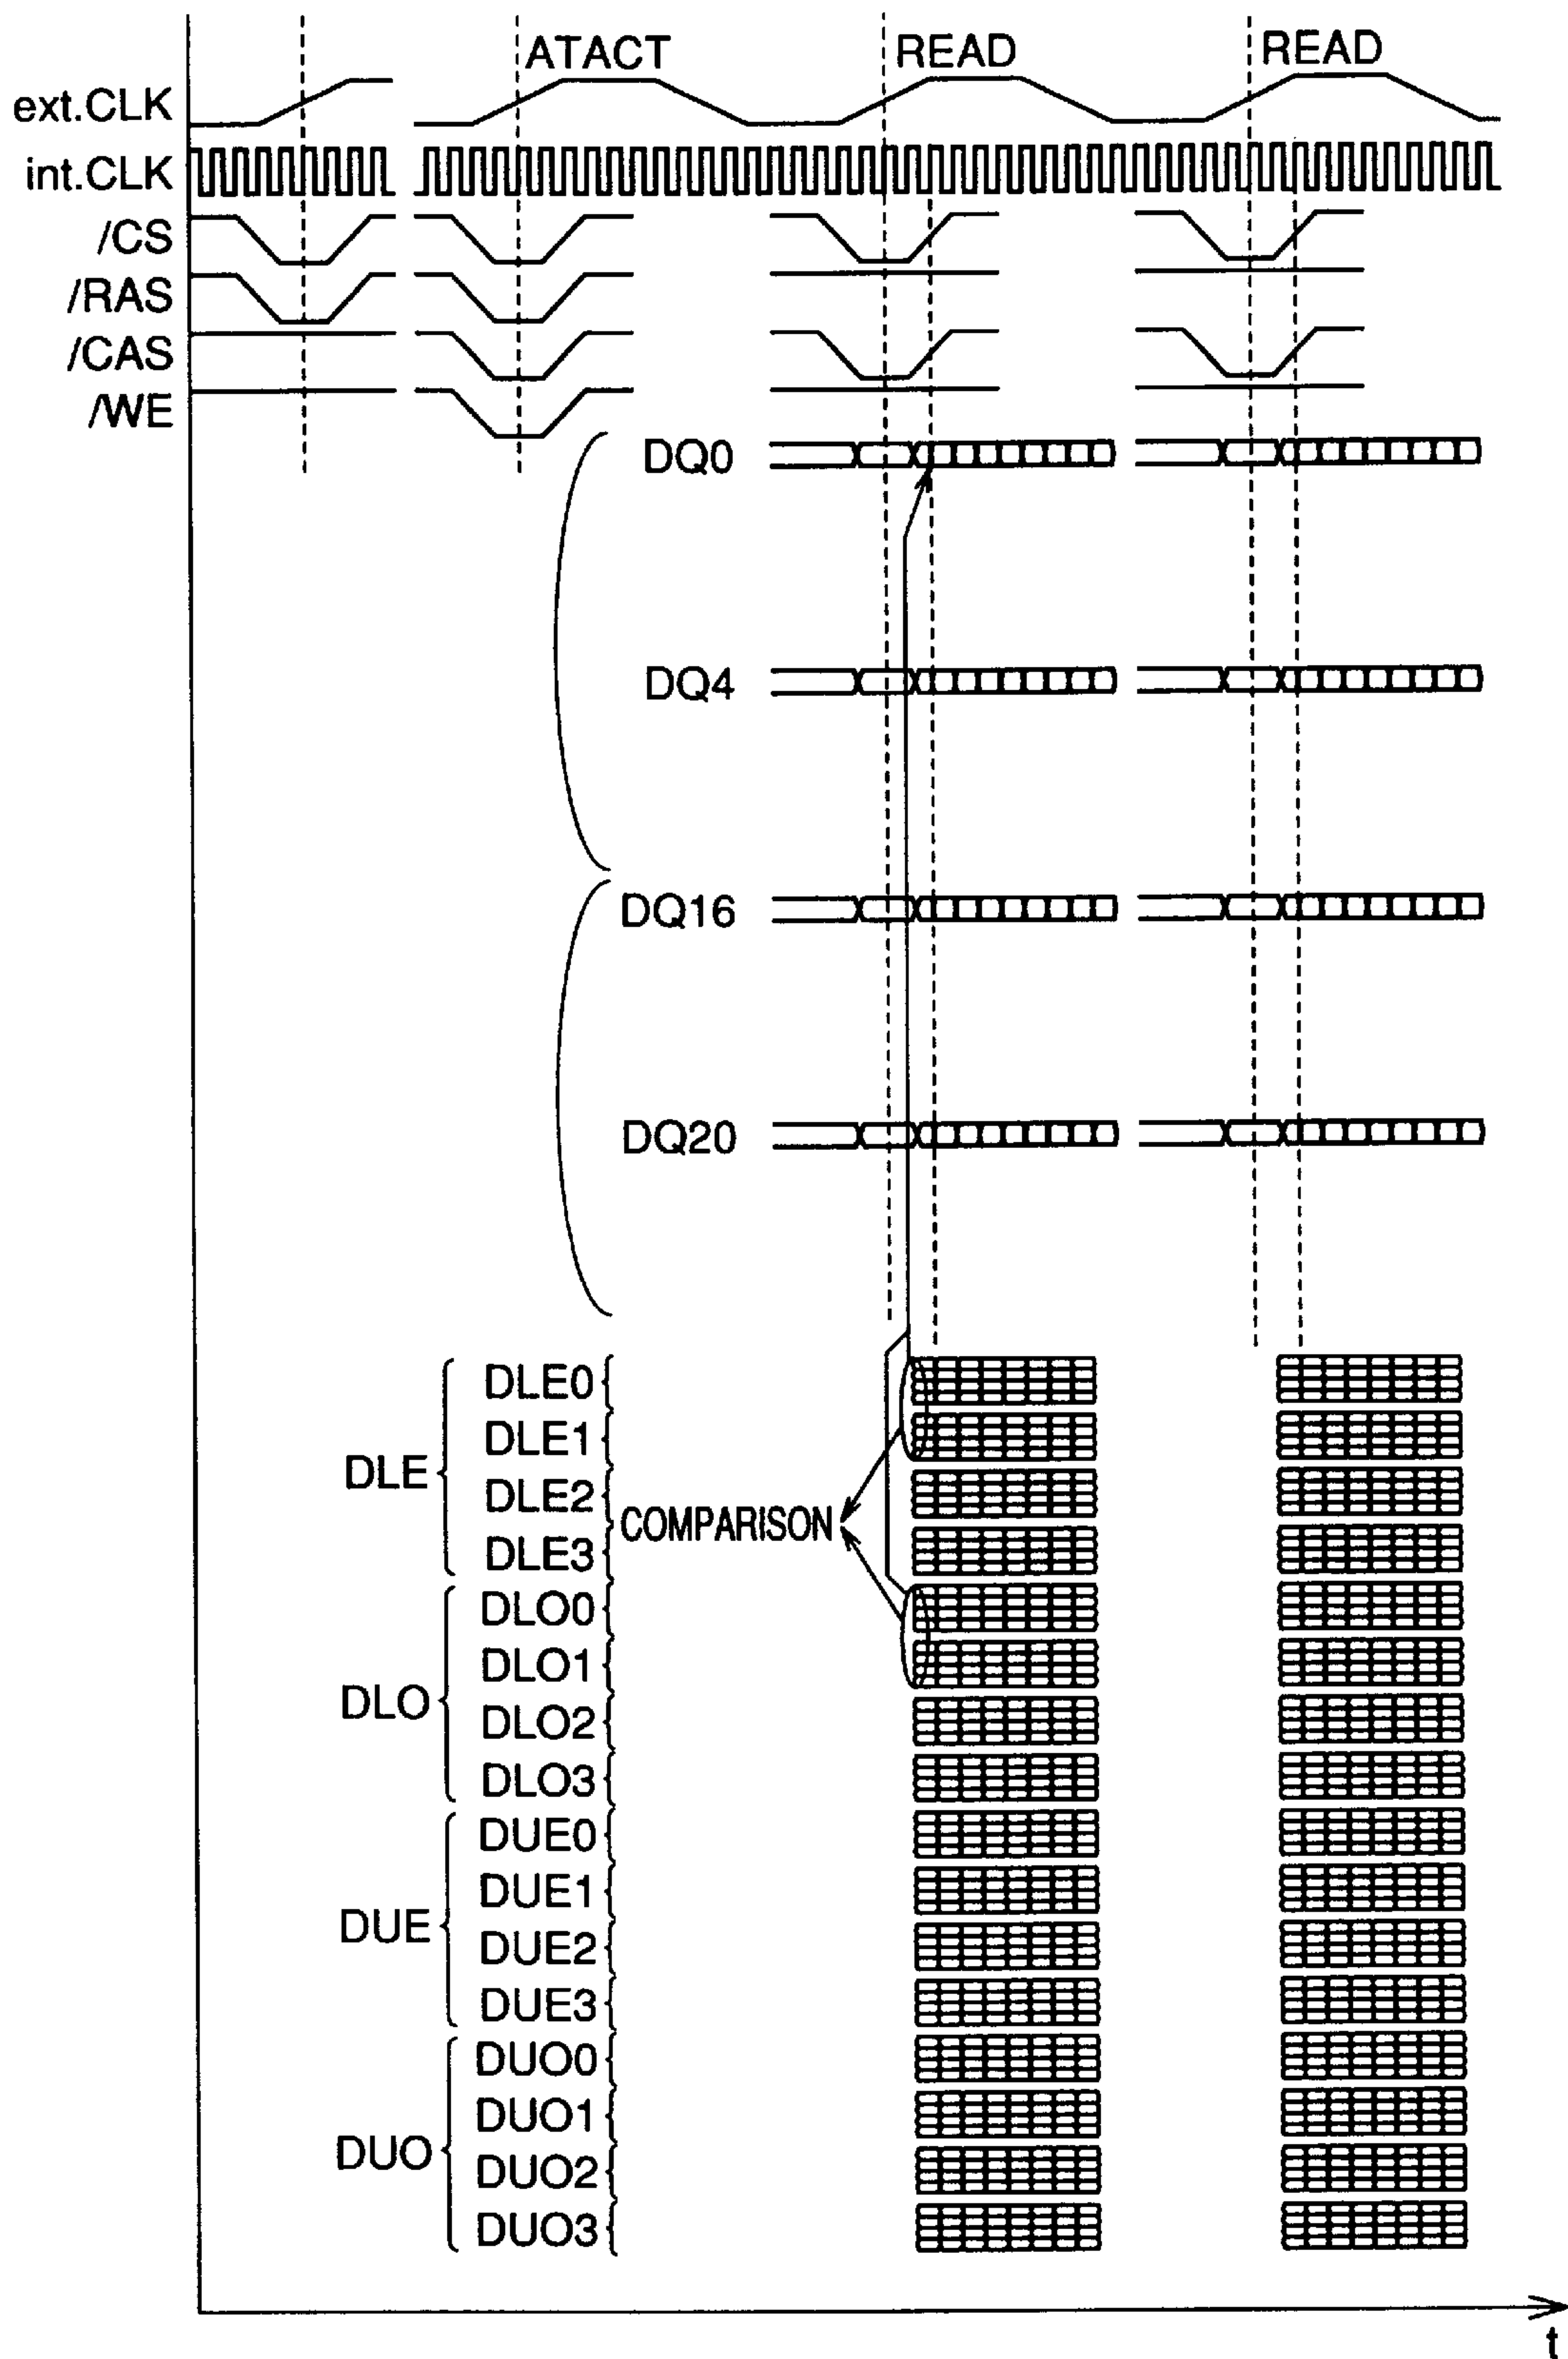 ATACT READ READ
ext.CLK
int.CLK
/CS
/RAS
/CAS
/WE
DQ0
DQ4
DQ16
DQ20
DLE0
DLE1
DLE
DLE2
COMPARISON
DLE3
DLO0
DLO1
DLO
DLO2
DLO3
DUE0
DUE1
DUE
DUE2
DUE3
DUO0
DUO1
DUO
DUO2
DUO3
t